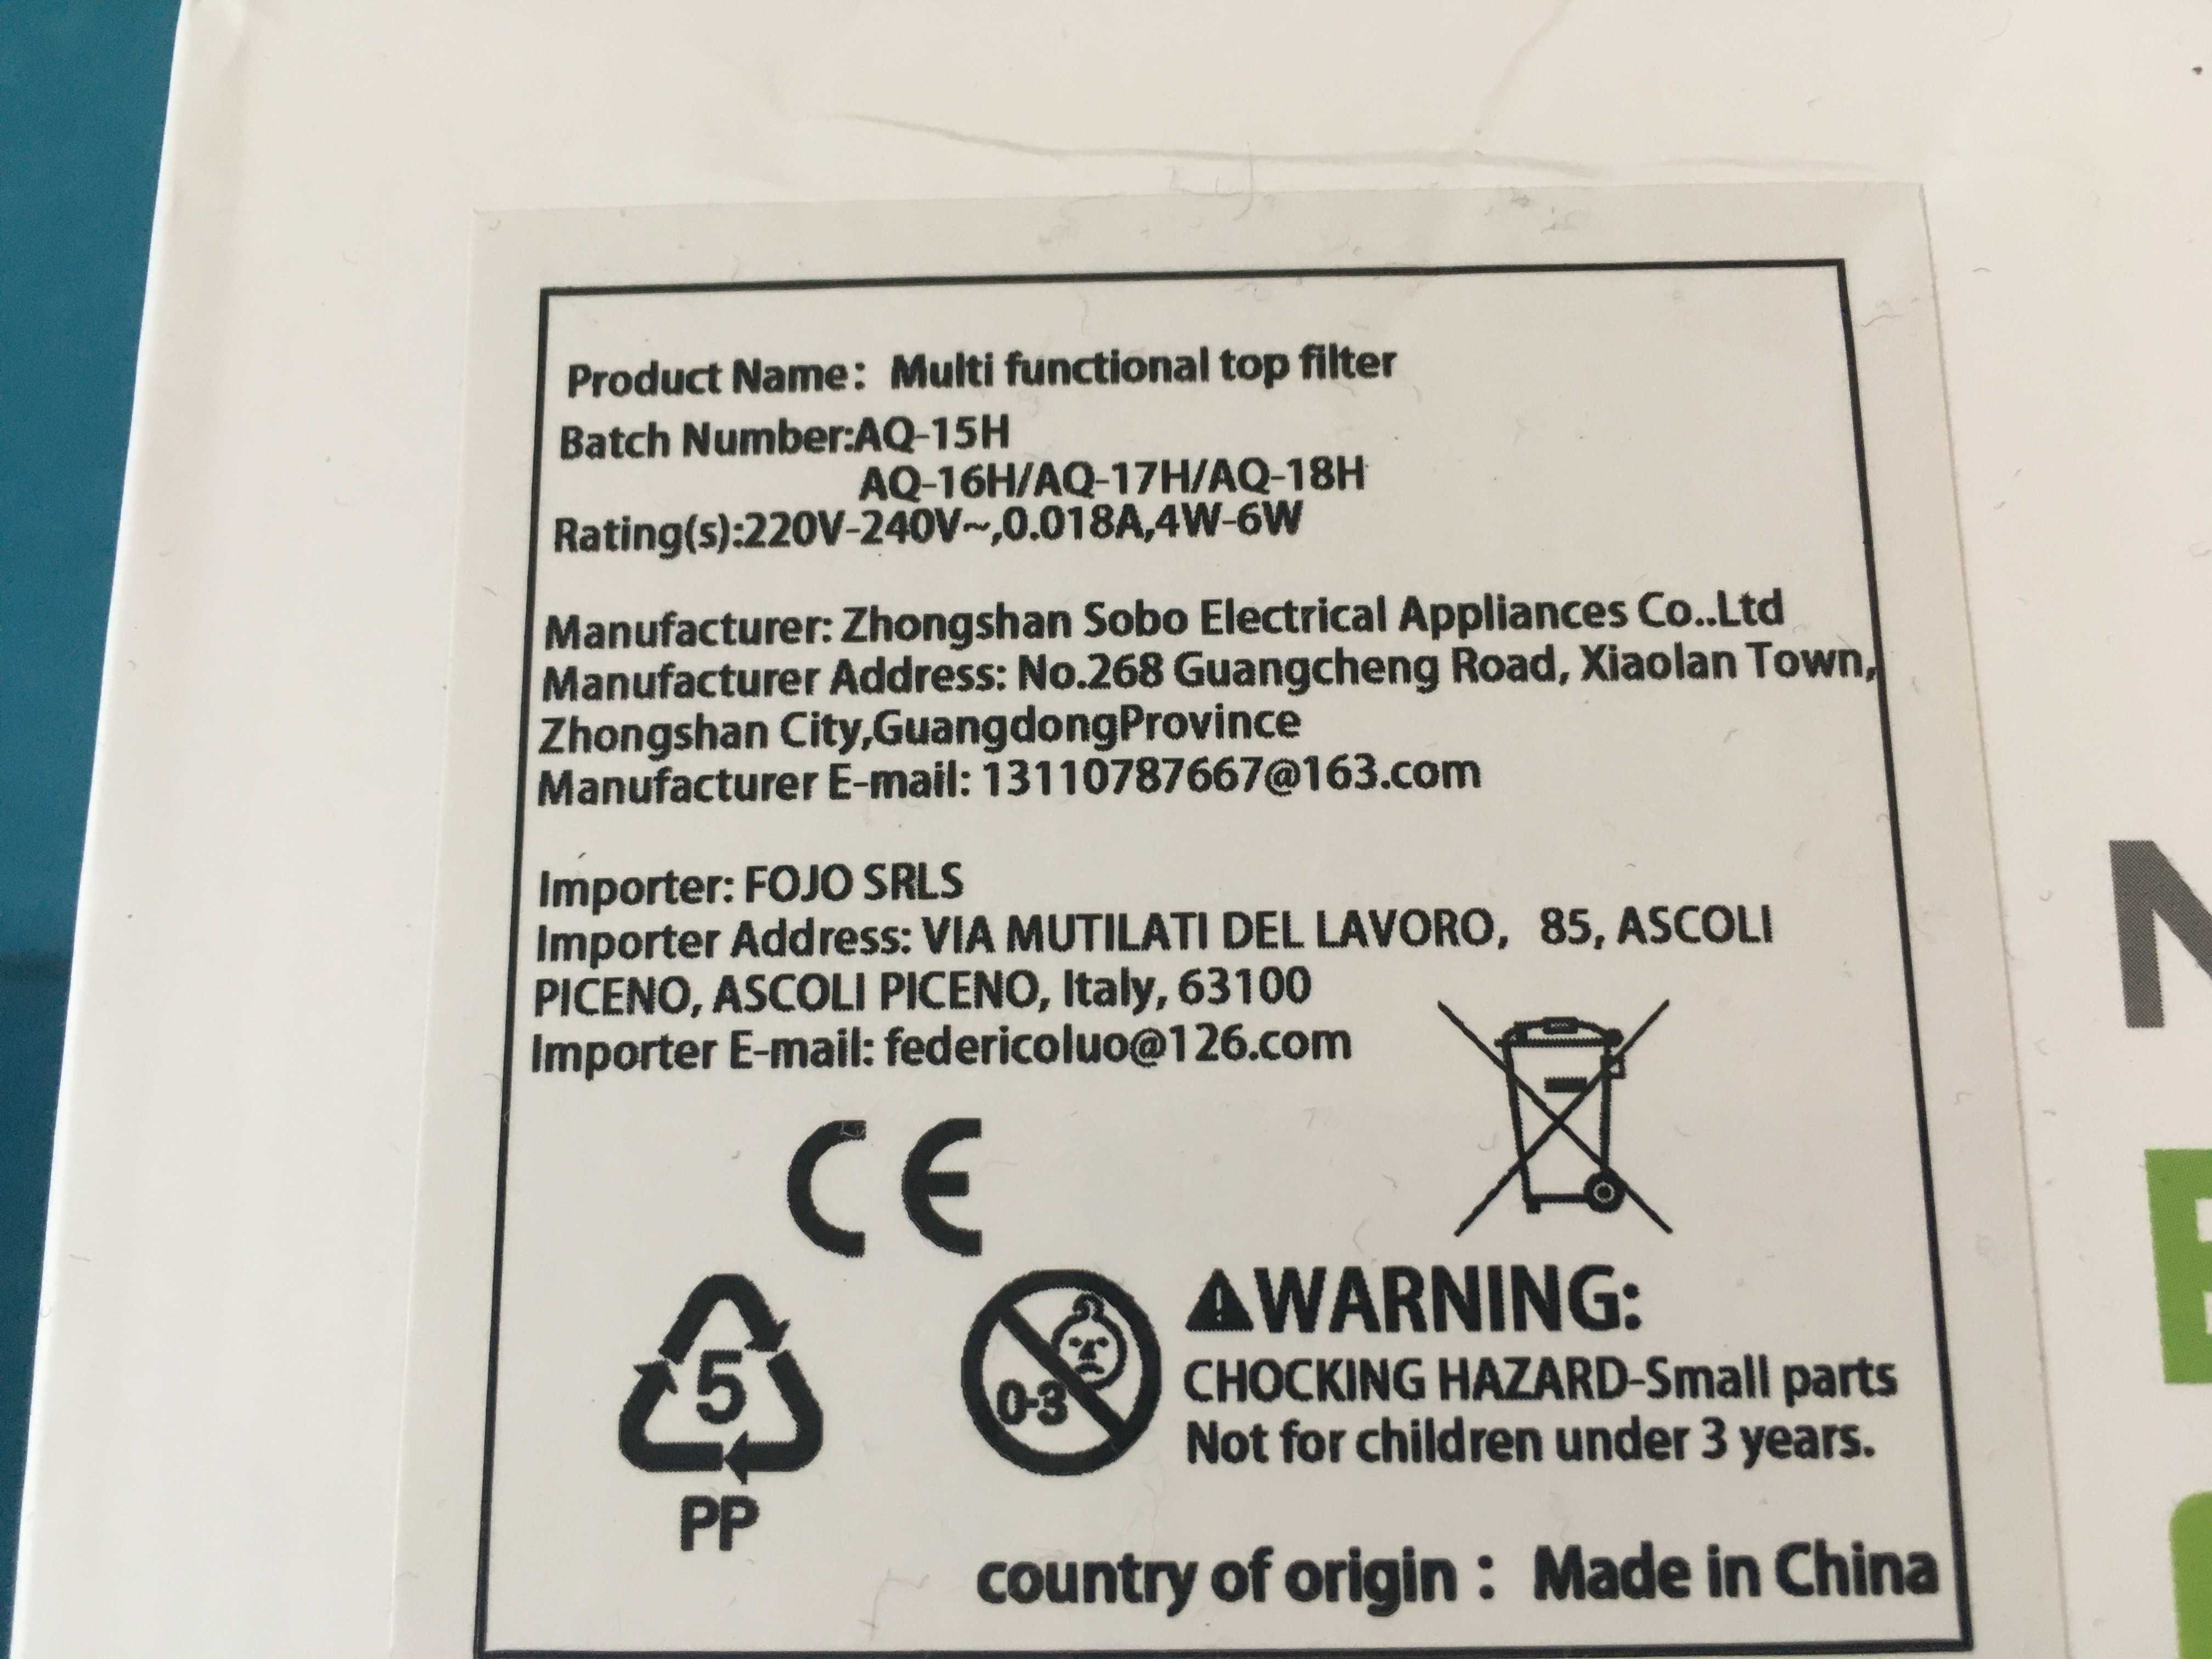 Product Name: Multi functional top filter
Batch Number:AQ-15H
AQ-16H/AQ-17H/AQ-18H
Rating(s):220V-240V~,0.018A,4W-6W
Manufacturer: Zhongshan Sobo Electrical Appliances Co..Ltd
Manufacturer Address: No.268 Guangcheng Road, Xiaolan Town,
Zhongshan City,GuangdongProvince
Manufacturer E-mail: 13110787667@163.com
Importer: FOJO SRLS
Importer Address: VIA MUTILATI DEL LAVORO, 85, ASCOLI
PICENO, ASCOLI PICENO, Italy, 63100
Importer E-mail: federicoluo@126.com
CE
WARNING:
CHOCKING HAZARD-Small parts
Not for children under 3 years.
5
0-3
PP
country of origin : Made in China